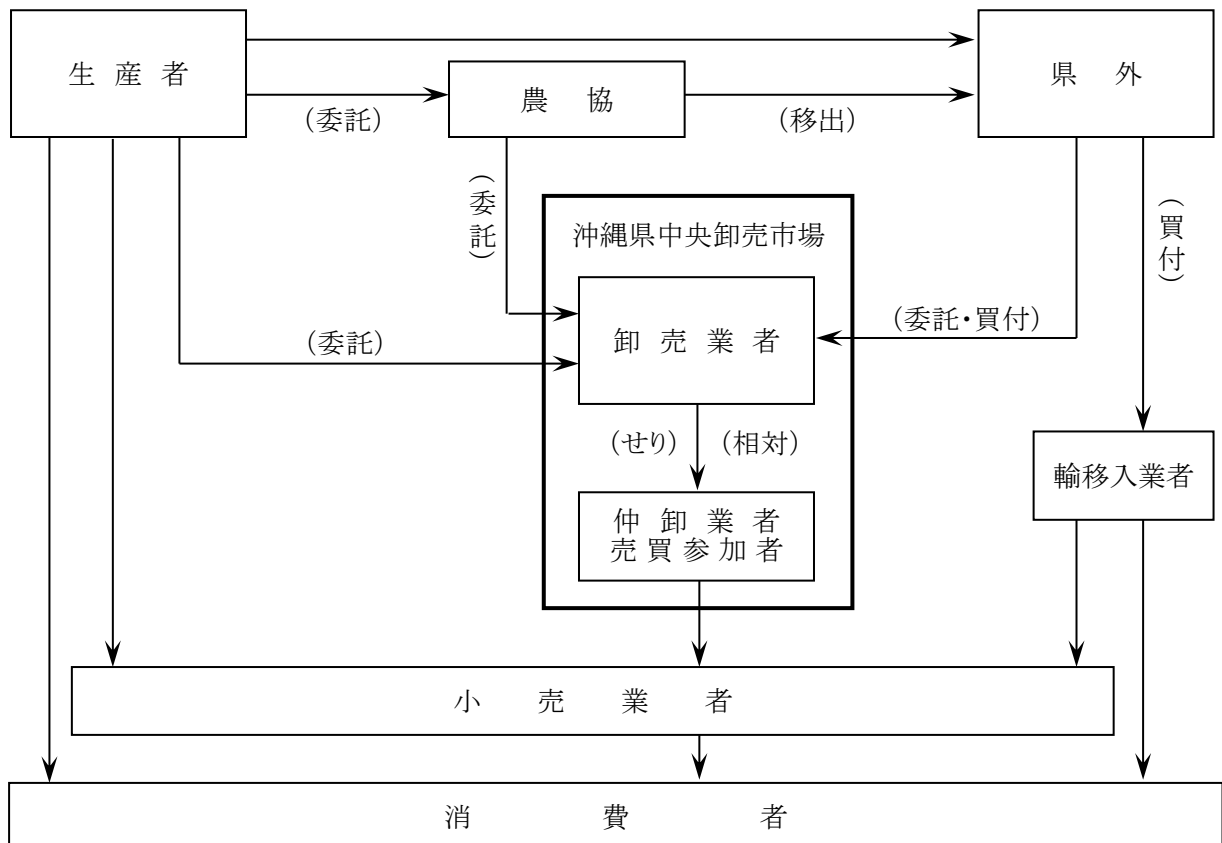 生産者
農協
県外
(委託)
(移出)
(委託)
(買付)
沖縄県中央卸売市場
卸売業者
(委託・買付)
(委託)
(せり)
(相対)
輸移入業者
仲卸業者
売買参加者
小売業者
消費者